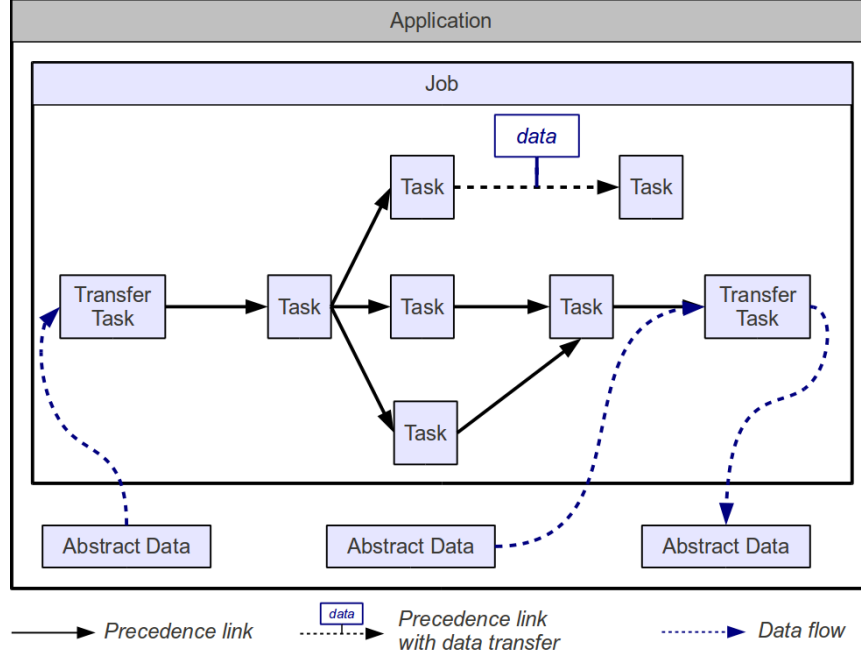 Application
Job
data
Task
Task
Transfer
Task
Task
Task
Task
Transfer
Task
Task
Abstract Data
Abstract Data
Abstract Data
Precedence link
data
Precedence link
with data transfer
Data flow